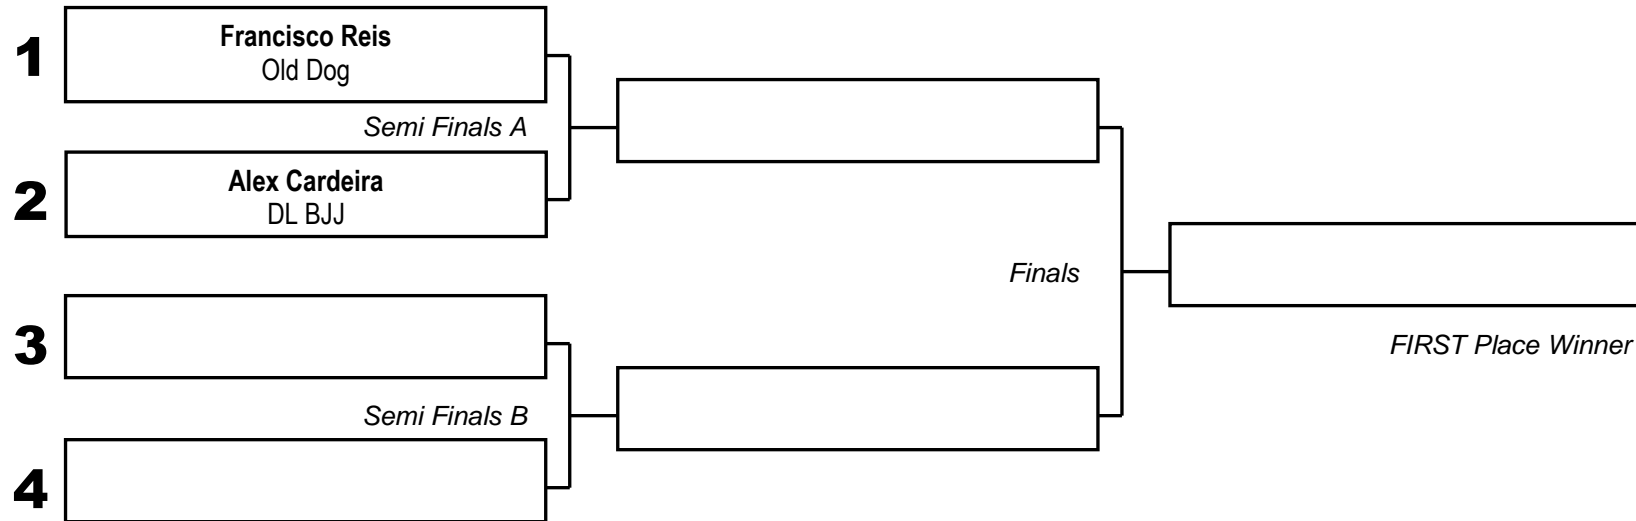 1
Francisco Reis
Old Dog
Semi Finals A
2
Alex Cardeira
DL BJJ
Finals
3
FIRST Place Winner
Semi Finals B
4